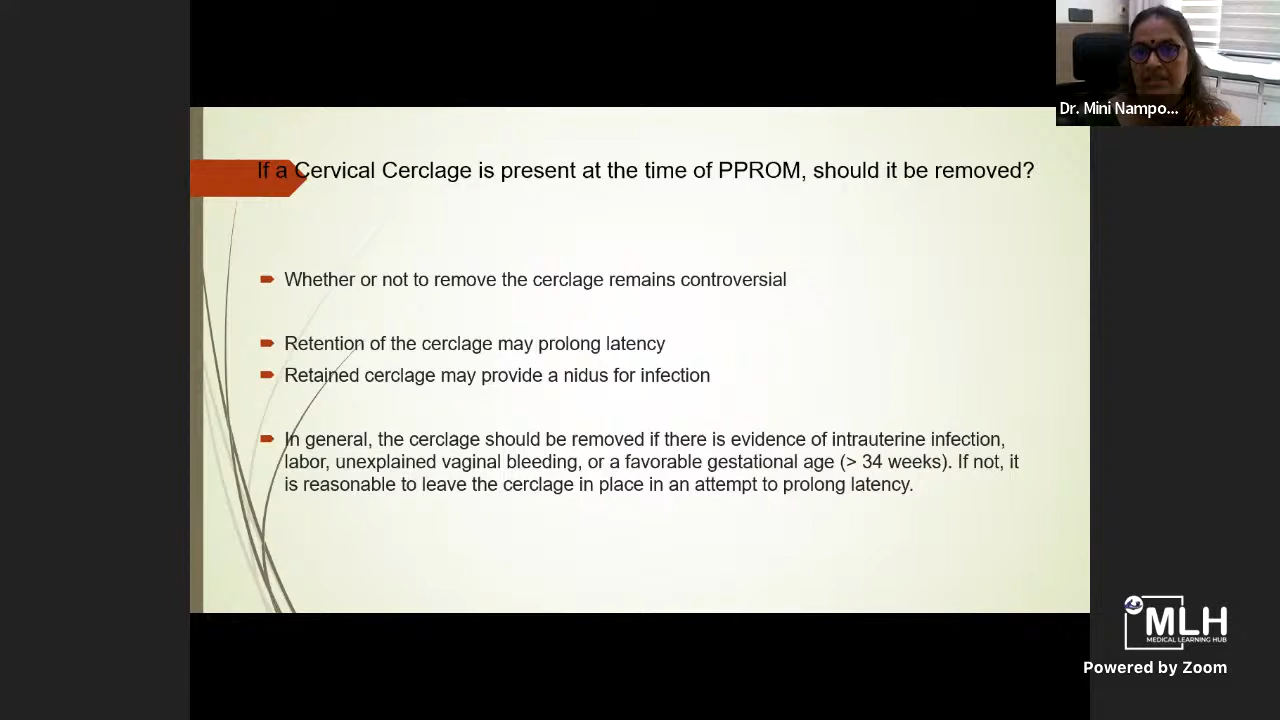 Dr. Mini Nampo...
If a Cervical Cerclage is present at the time of PPROM, should it be removed?
Whether or not to remove the cerclage remains controversial
Retention of the cerclage may prolong latency
Retained cerclage may provide a nidus for infection
In general, the cerclage should be removed if there is evidence of intrauterine infection,
labor, unexplained vaginal bleeding, or a favorable gestational age (> 34 weeks). If not, it
is reasonable to leave the cerclage in place in an attempt to prolong latency.
MLH
MEDICAL LEARNING HUB
Powered by Zoom